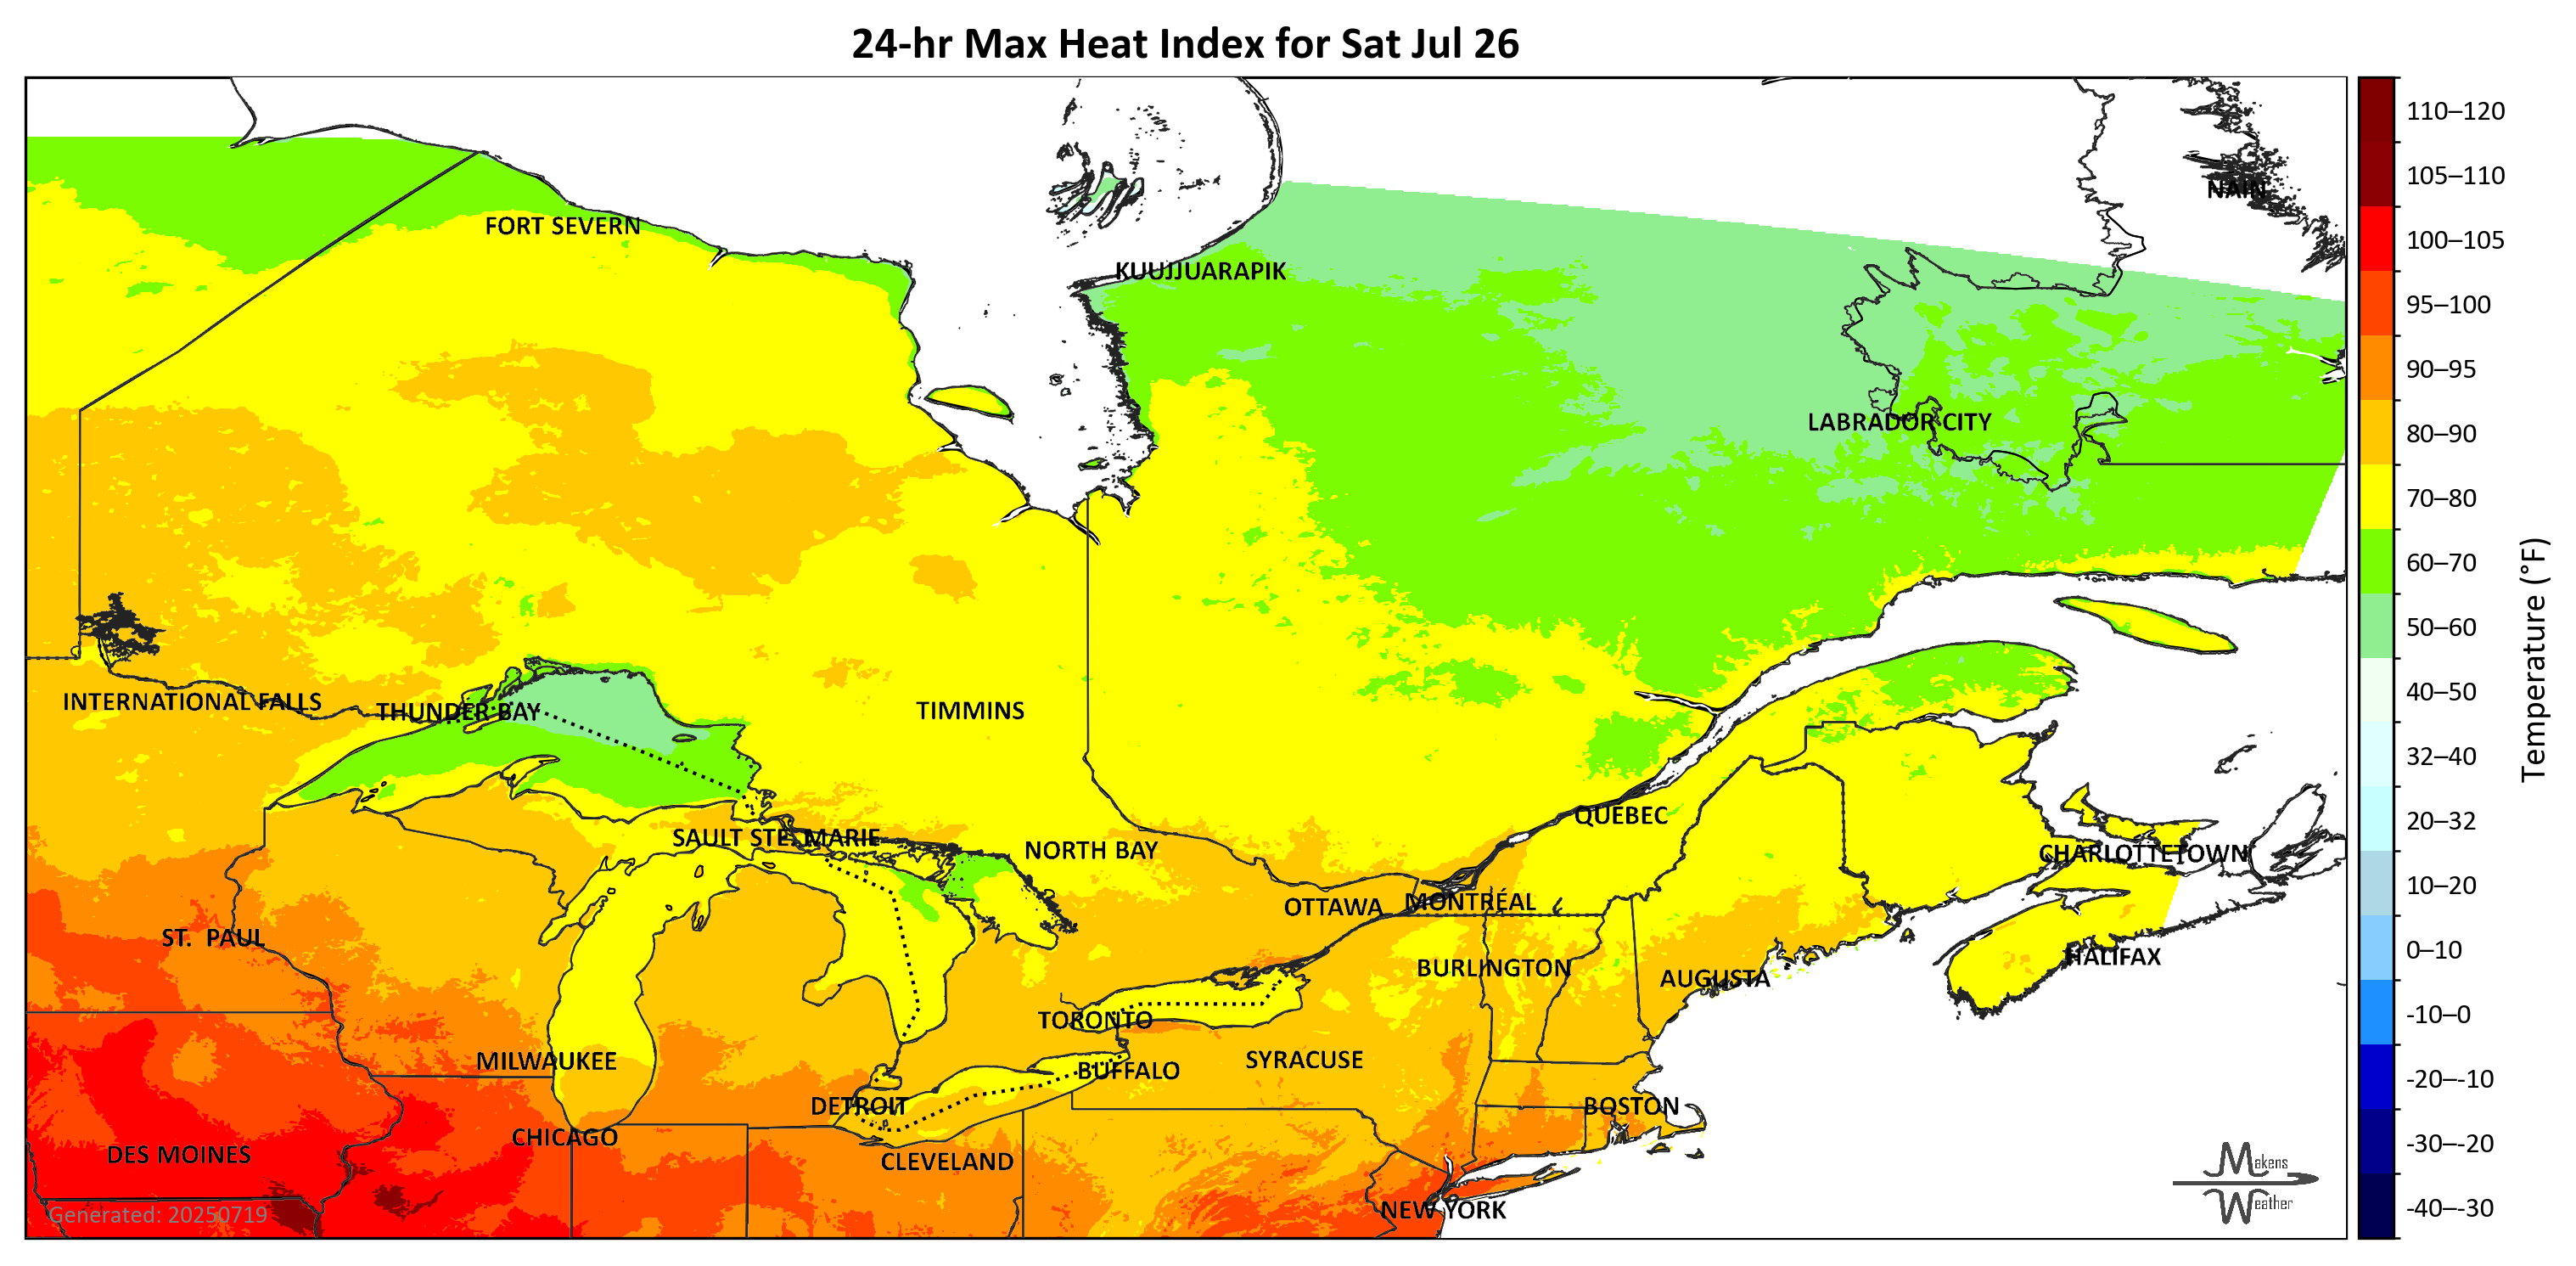 24-hr Max Heat Index for Sat Jul 26
NAIN
FORT SEVERN
KUUJJUARAPIK
LABRADOR CITY
INTERNATIONAL FALLS
THUNDER BAY
TIMMINS
QUEBEC
SAULT STE. MARIE
NORTH BAY
CHARLOTTETOWN
OTTAWA
MONTRÉAL
ST. PAUL
HALIFAX
BURLINGTON
AUGUSTA
TORONTO
MILWAUKEE
SYRACUSE
BUFFALO
DETROIT
BOSTON
CHICAGO
DES MOINES
CLEVELAND
NEW YORK
Generated: 20250719
Makens
Weather
110–120
105–110
100–105
95–100
90–95
80–90
70–80
60–70
50–60
40–50
32–40
20–32
10–20
0–10
-10–0
-20–-10
-30–-20
-40–-30
Temperature (°F)